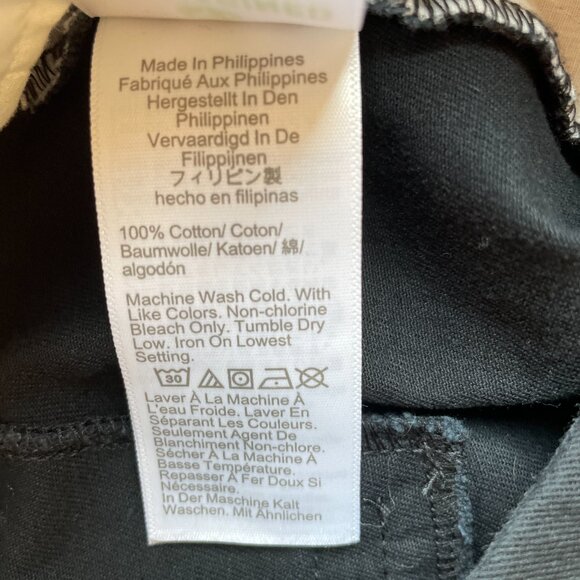 Made In Philippines
Fabriqué Aux Philippines
Hergestellt In Den
Philippinen
Vervaardigd In De
Filippijnen
フィリピン製
hecho en filipinas
100% Cotton/ Coton/
Baumwolle/ Katoen/ 綿/
algodón
Machine Wash Cold. With
Like Colors. Non-chlorine
Bleach Only. Tumble Dry
Low. Iron On Lowest
Setting.
30
Laver À La Machine À
L'eau Froide. Laver En
Séparant Les Couleurs.
Seulement Agent De
Blanchiment Non-Chloré.
Sécher À La Machine À
Basse Température.
Repasser À Fer Doux Si
Nécessaire.
In Der Maschine Kalt
Waschen. Mit Ähnlichen